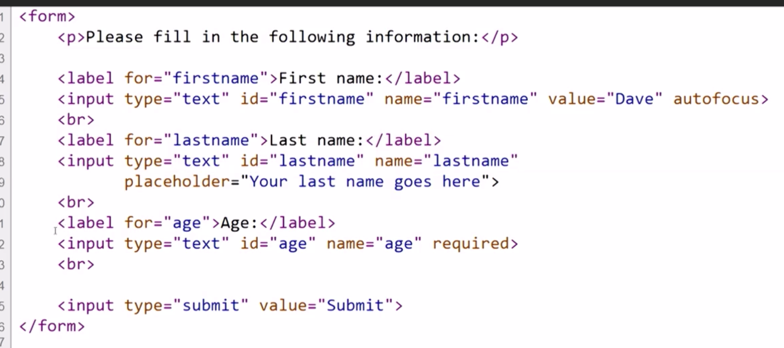 1 <form>
2 <p>Please fill in the following information:</p>
3
4 <label for="firstname">First name:</label>
5 <input type="text" id="firstname" name="firstname" value="Dave" autofocus>
6 <br>
7 <label for="lastname">Last name:</label>
8 <input type="text" id="lastname" name="lastname"
9 placeholder="Your last name goes here">
0 <br>
1 <label for="age">Age:</label>
2 <input type="text" id="age" name="age" required>
3 <br>
4
5 <input type="submit" value="Submit">
6 </form>
7